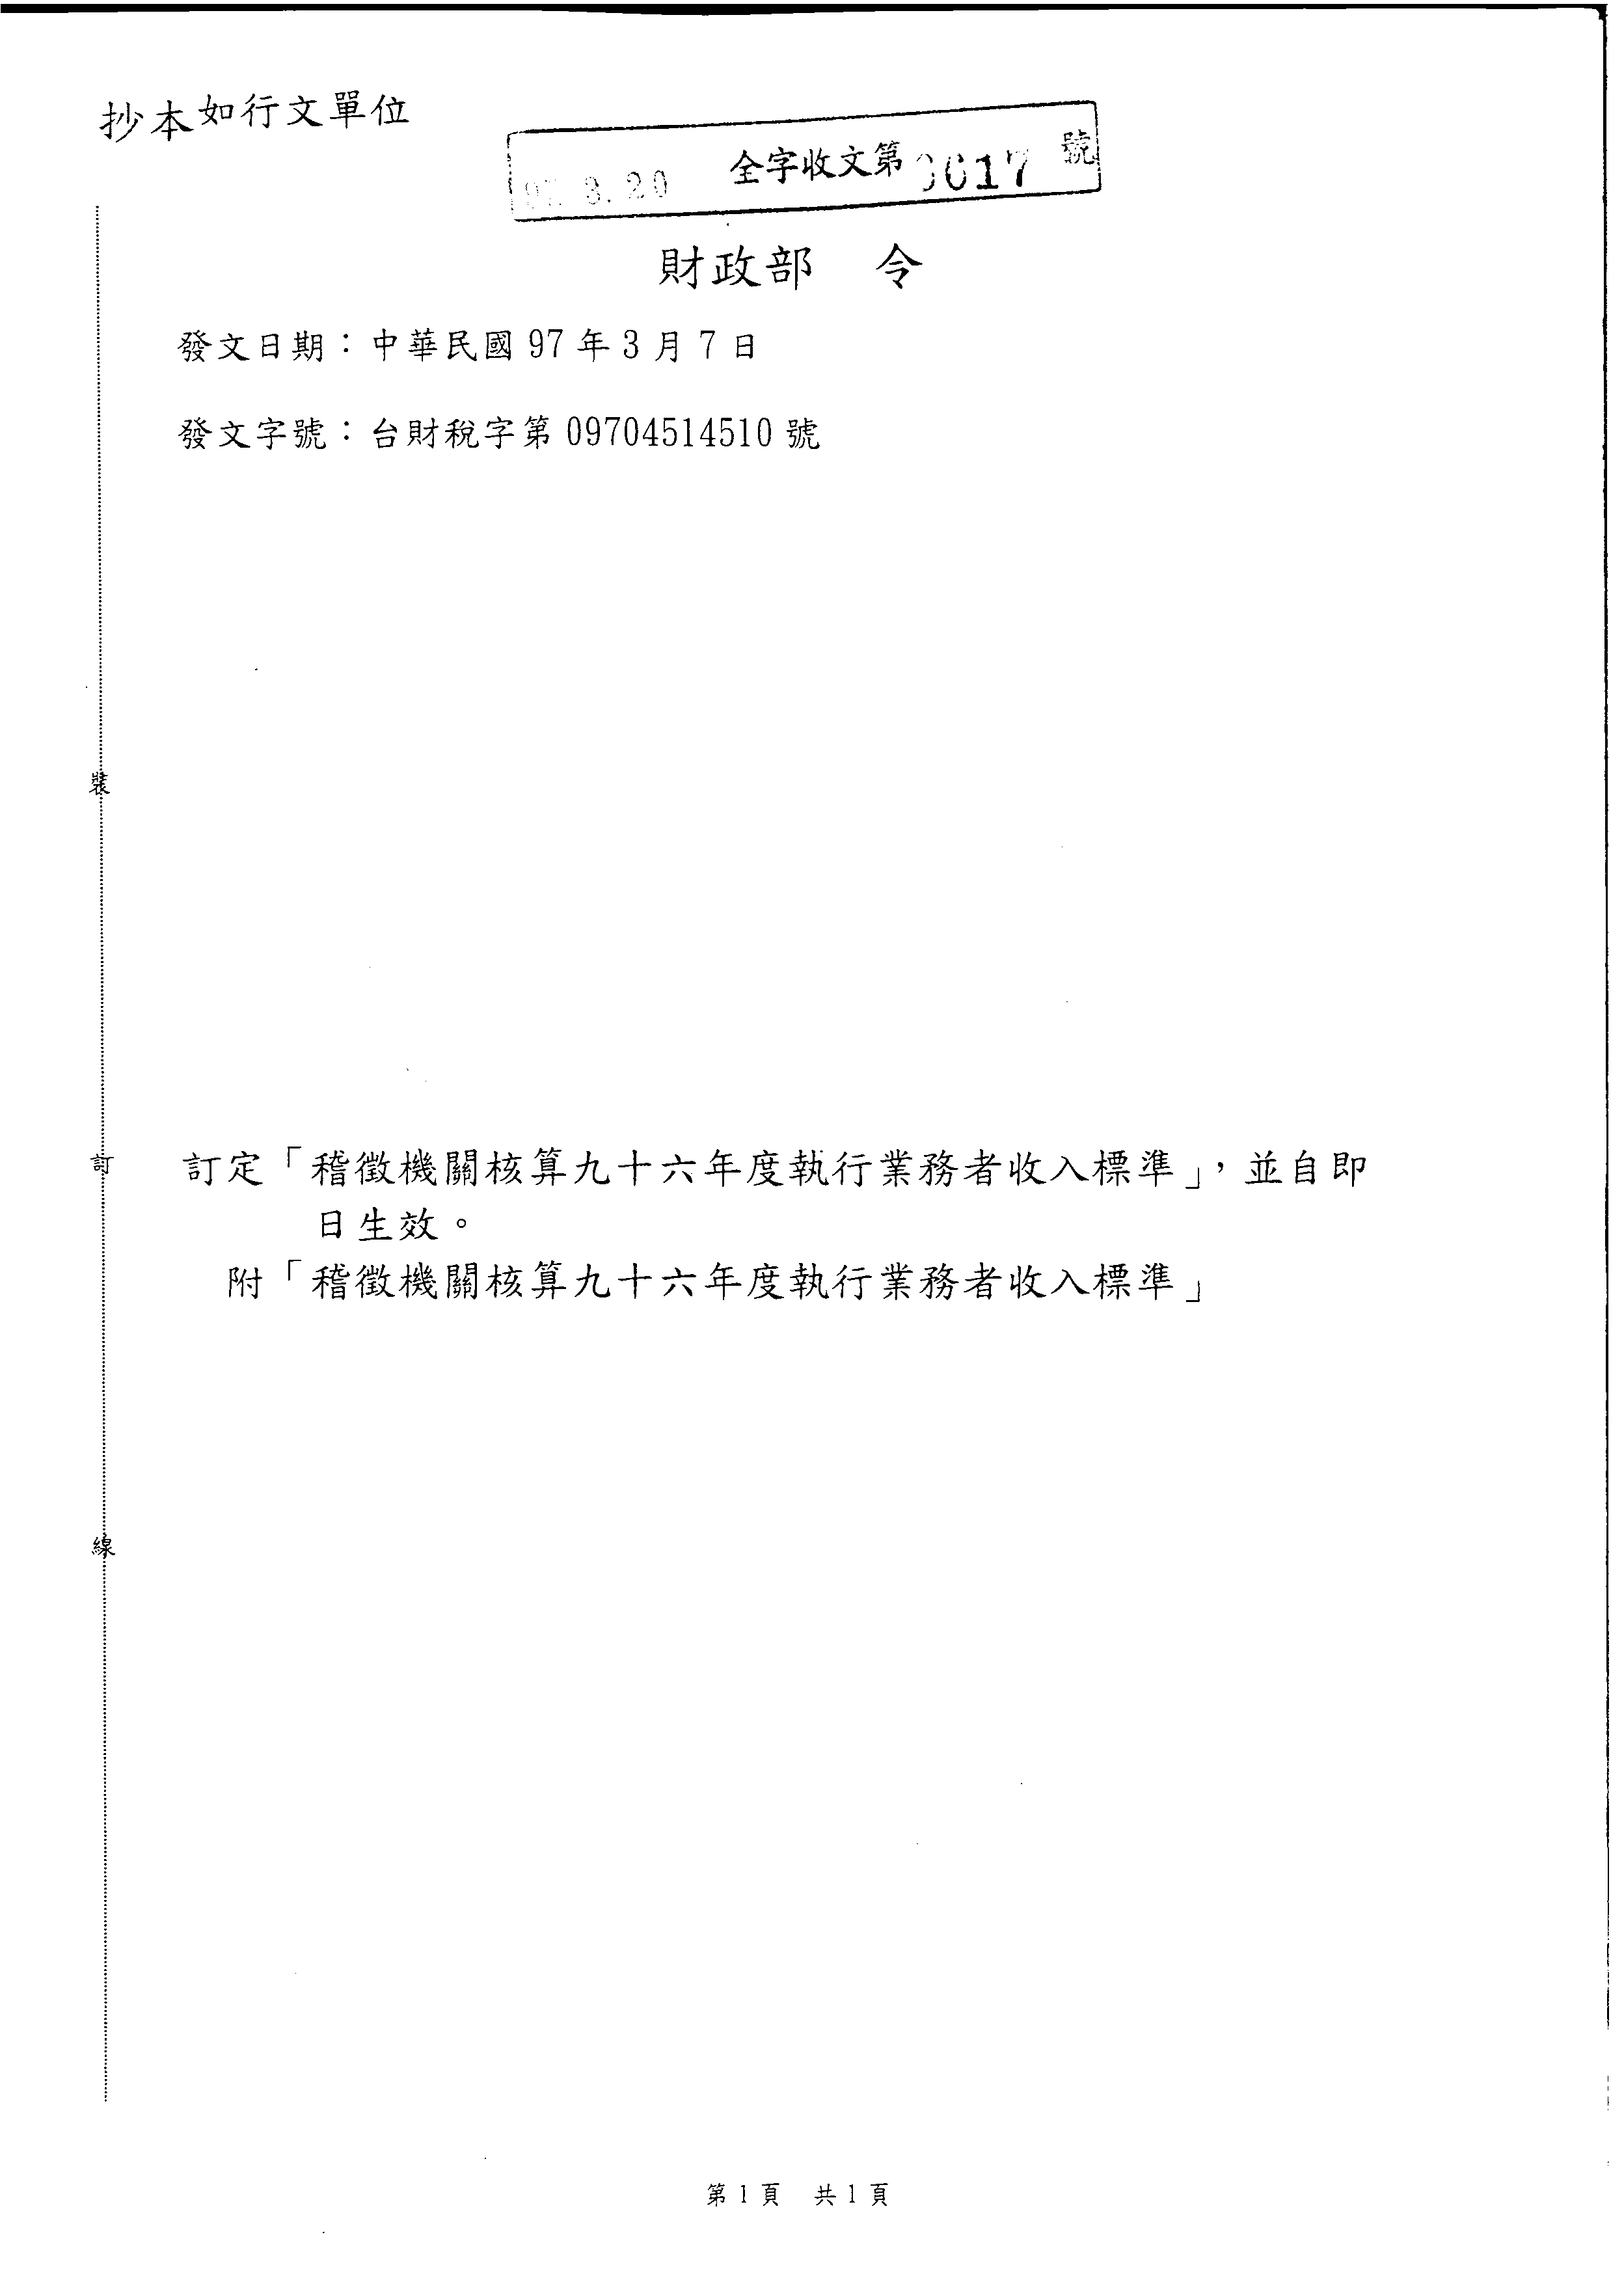 抄本如行文單位
全字收文第 號
財政部 令
發文日期：中華民國97年3月7日
發文字號：台財稅字第09704514510號
裝
訂
訂定「稽徵機關核算九十六年度執行業務者收入標準」，並自即
日生效。
附「稽徵機關核算九十六年度執行業務者收入標準」
線
第1頁 共1頁